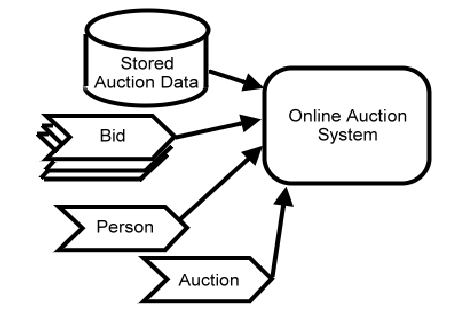 Stored
Auction Data
Bid
Online Auction
System
Person
Auction